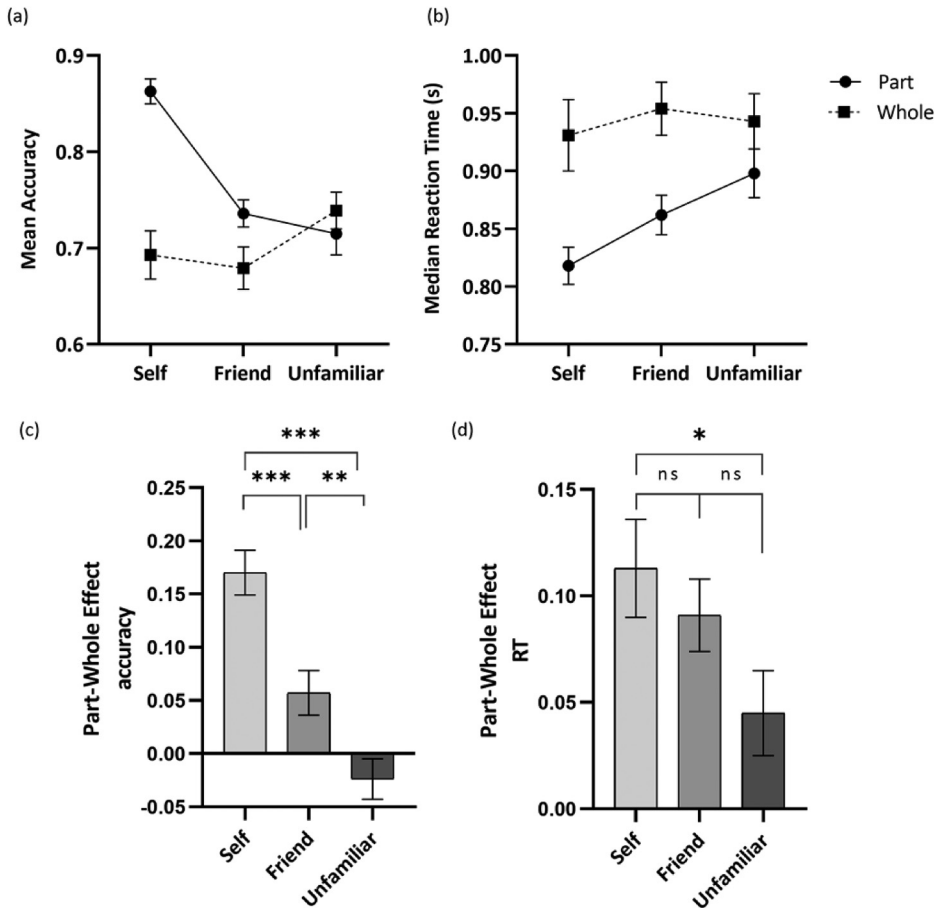 (a)
0.9
0.8
0.7
0.6
Mean Accuracy
Self Friend Unfamiliar
(b)
1.00
0.95
0.90
0.85
0.80
0.75
Median Reaction Time (s)
Self Friend Unfamiliar
Part
Whole
(c)
***
*** **
0.25
0.20
0.15
0.10
0.05
0.00
-0.05
Part-Whole Effect
accuracy
Self
Friend
Unfamiliar
(d)
*
ns ns
0.15
0.10
0.05
0.00
Part-Whole Effect
RT
Self
Friend
Unfamiliar